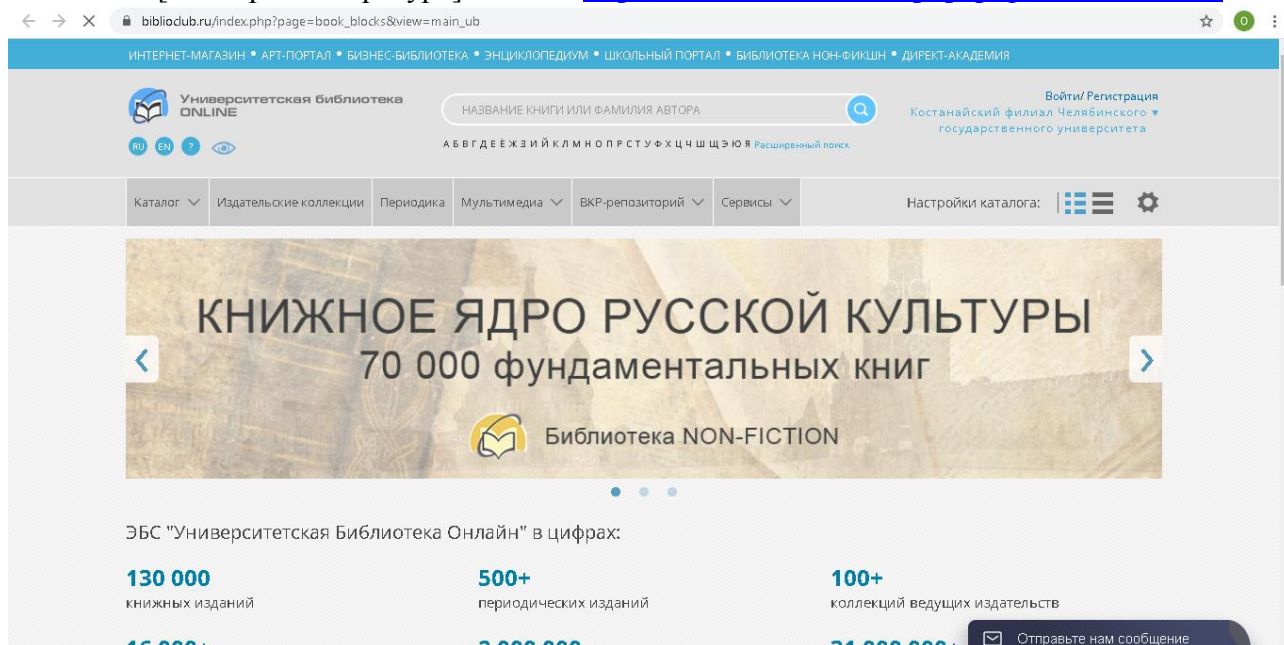 biblioclub.ru/index.php?page=book_blocks&view=main_ub
О
ИНТЕРНЕТ-МАГАЗИН • АРТ-ПОРТАЛ • БИЗНЕС-БИБЛИОТЕКА • ЭНЦИКЛОПЕДИУМ • ШКОЛЬНЫЙ ПОРТАЛ • БИБЛИОТЕКА НОН-ФИКШН • ДИРЕКТ-АКАДЕМИЯ
Университетская библиотека
ONLINE
НАЗВАНИЕ КНИГИ ИЛИ ФАМИЛИЯ АВТОРА
Войти/ Регистрация
Костанайский филиал Челябинского ▾
государственного университета
RU EN ?
А Б В Г Д Е Ё Ж З И Й К Л М Н О П Р С Т У Ф Х Ц Ч Ш Щ Э Ю Я Расширенный поиск
Каталог Издательские коллекции Периодика Мультимедиа ВКР-репозиторий Сервисы Настройки каталога:
КНИЖНОЕ ЯДРО РУССКОЙ КУЛЬТУРЫ
70 000 фундаментальных книг
Библиотека NON-FICTION
ЭБС "Университетская Библиотека Онлайн" в цифрах:
130 000 500+ 100+
книжных изданий периодических изданий коллекций ведущих издательств
Отправьте нам сообщение